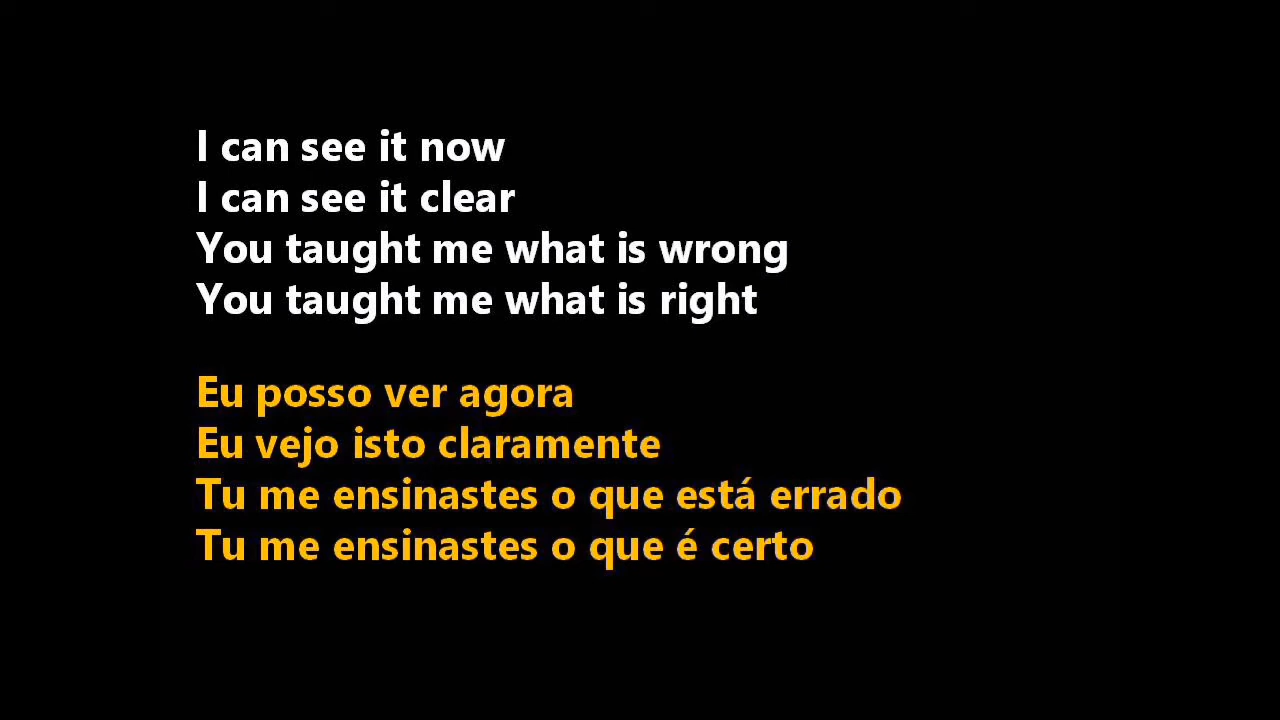 I can see it now
I can see it clear
You taught me what is wrong
You taught me what is right
Eu posso ver agora
Eu vejo isto claramente
Tu me ensinastes o que está errado
Tu me ensinastes o que é certo